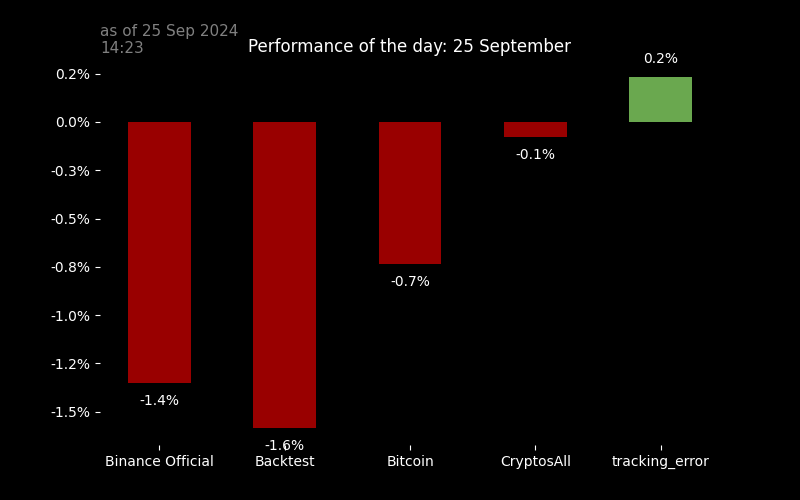 as of 25 Sep 2024
14:23
Performance of the day: 25 September
0.2%
0.2%
0.0%
-0.1%
-0.3%
-0.5%
-0.8%
-0.7%
-1.0%
-1.2%
-1.4%
-1.5%
-1.6%
Binance Official
Backtest
Bitcoin
CryptosAll
tracking_error